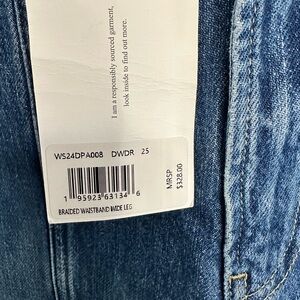 I am a responsibly sourced garment,
look inside to find out more.
WS24DPA008 DWDR 25
1 95923 63134 6
MRSP
$328.00
BRAIDED WAISTBAND WIDE LEG